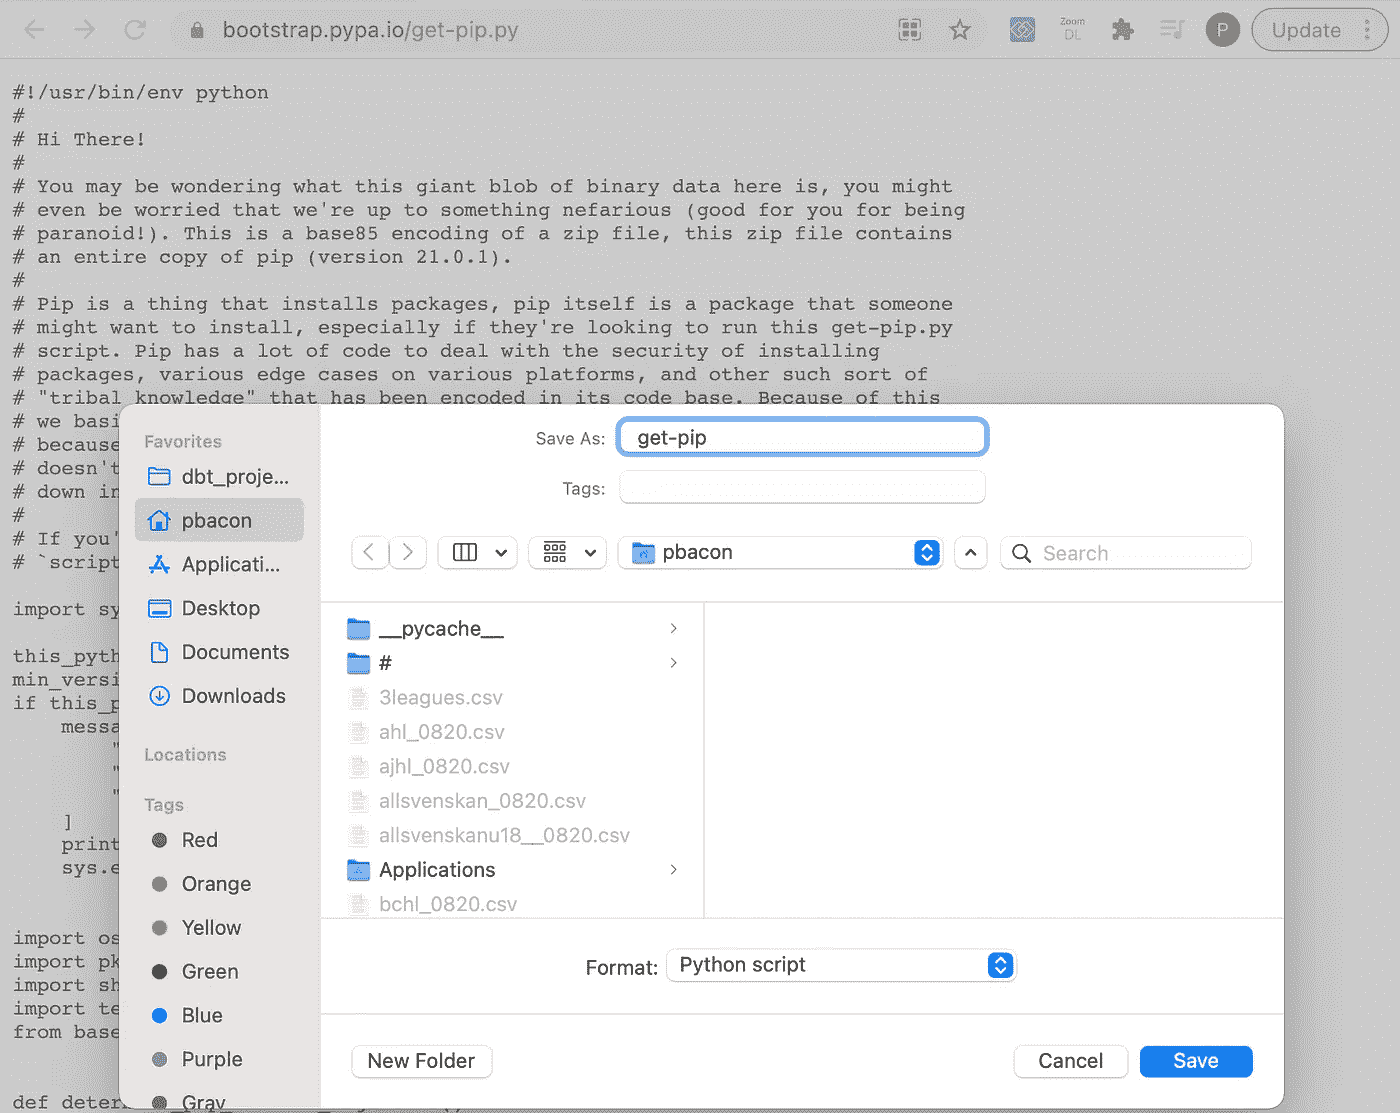 bootstrap.pypa.io/get-pip.py
Zoom
DL
P
Update
#!/usr/bin/env python
#
# Hi There!
#
# You may be wondering what this giant blob of binary data here is, you might
# even be worried that we're up to something nefarious (good for you for being
# paranoid!). This is a base85 encoding of a zip file, this zip file contains
# an entire copy of pip (version 21.0.1).
#
# Pip is a thing that installs packages, pip itself is a package that someone
# might want to install, especially if they're looking to run this get-pip.py
# script. Pip has a lot of code to deal with the security of installing
# packages, various edge cases on various platforms, and other such sort of
# "tribal knowledge" that has been encoded in its code base. Because of this
# we basi
# because
# doesn't
# down in
#
# If you'
# `script
import sy
this_pyth
min_versi
if this_p
messa
"
"
"
]
print
sys.e
import os
import pk
import sh
import te
from base
def deter
Favorites
dbt_proje...
pbacon
Applicati...
Desktop
Documents
Downloads
Locations
Tags
Red
Orange
Yellow
Green
Blue
Purple
Gray
Save As: get-pip
Tags:
pbacon
Search
__pycache__
#
3leagues.csv
ahl_0820.csv
ajhl_0820.csv
allsvenskan_0820.csv
allsvenskanu18__0820.csv
Applications
bchl_0820.csv
Format: Python script
New Folder
Cancel
Save